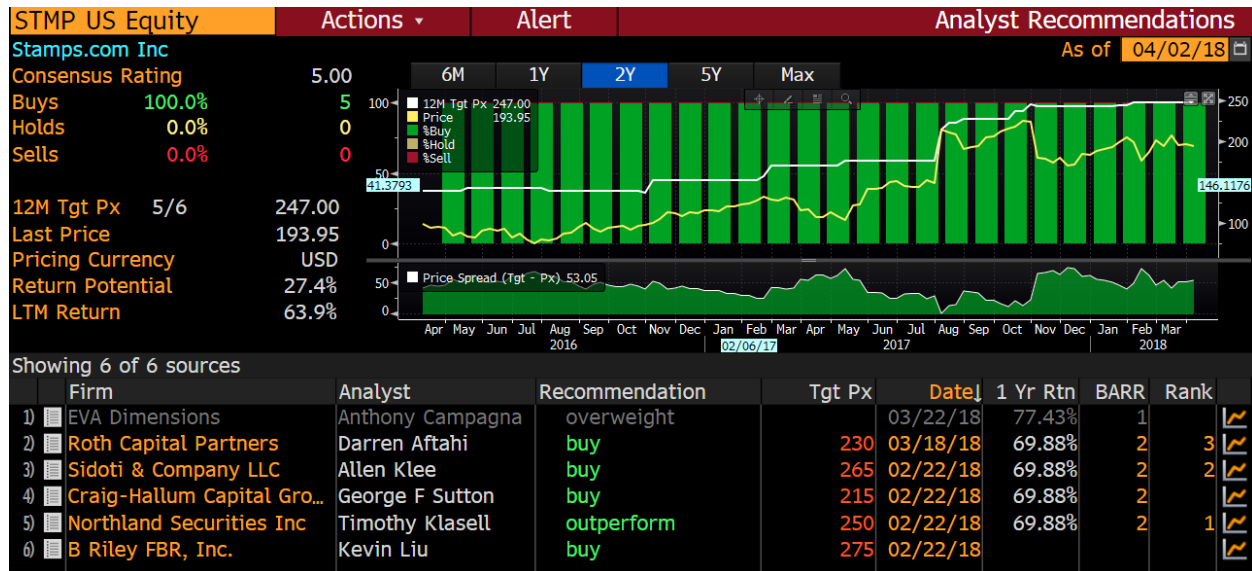 STMP US Equity Actions Alert Analyst Recommendations
Stamps.com Inc As of 04/02/18
Consensus Rating 5.00
Buys 100.0% 5
Holds 0.0% 0
Sells 0.0% 0
12M Tgt Px 5/6 247.00
Last Price 193.95
Pricing Currency USD
Return Potential 27.4%
LTM Return 63.9%
6M 1Y 2Y 5Y Max
12M Tgt Px 247.00
Price 193.95
%Buy
%Hold
%Sell
100
50
41.3793
0
250
200
146.1176
100
Price Spread (Tgt - Px) 53.05
50
0
Apr May Jun Jul Aug Sep Oct Nov Dec Jan Feb Mar Apr May Jun Jul Aug Sep Oct Nov Dec Jan Feb Mar
2016 02/06/17 2017 2018
Showing 6 of 6 sources
Firm Analyst Recommendation Tgt Px Date↓ 1 Yr Rtn BARR Rank
1) EVA Dimensions Anthony Campagna overweight 03/22/18 77.43% 1
2) Roth Capital Partners Darren Aftahi buy 230 03/18/18 69.88% 2 3
3) Sidoti & Company LLC Allen Klee buy 265 02/22/18 69.88% 2 2
4) Craig-Hallum Capital Gro... George F Sutton buy 215 02/22/18 69.88% 2
5) Northland Securities Inc Timothy Klasell outperform 250 02/22/18 69.88% 2 1
6) B Riley FBR, Inc. Kevin Liu buy 275 02/22/18